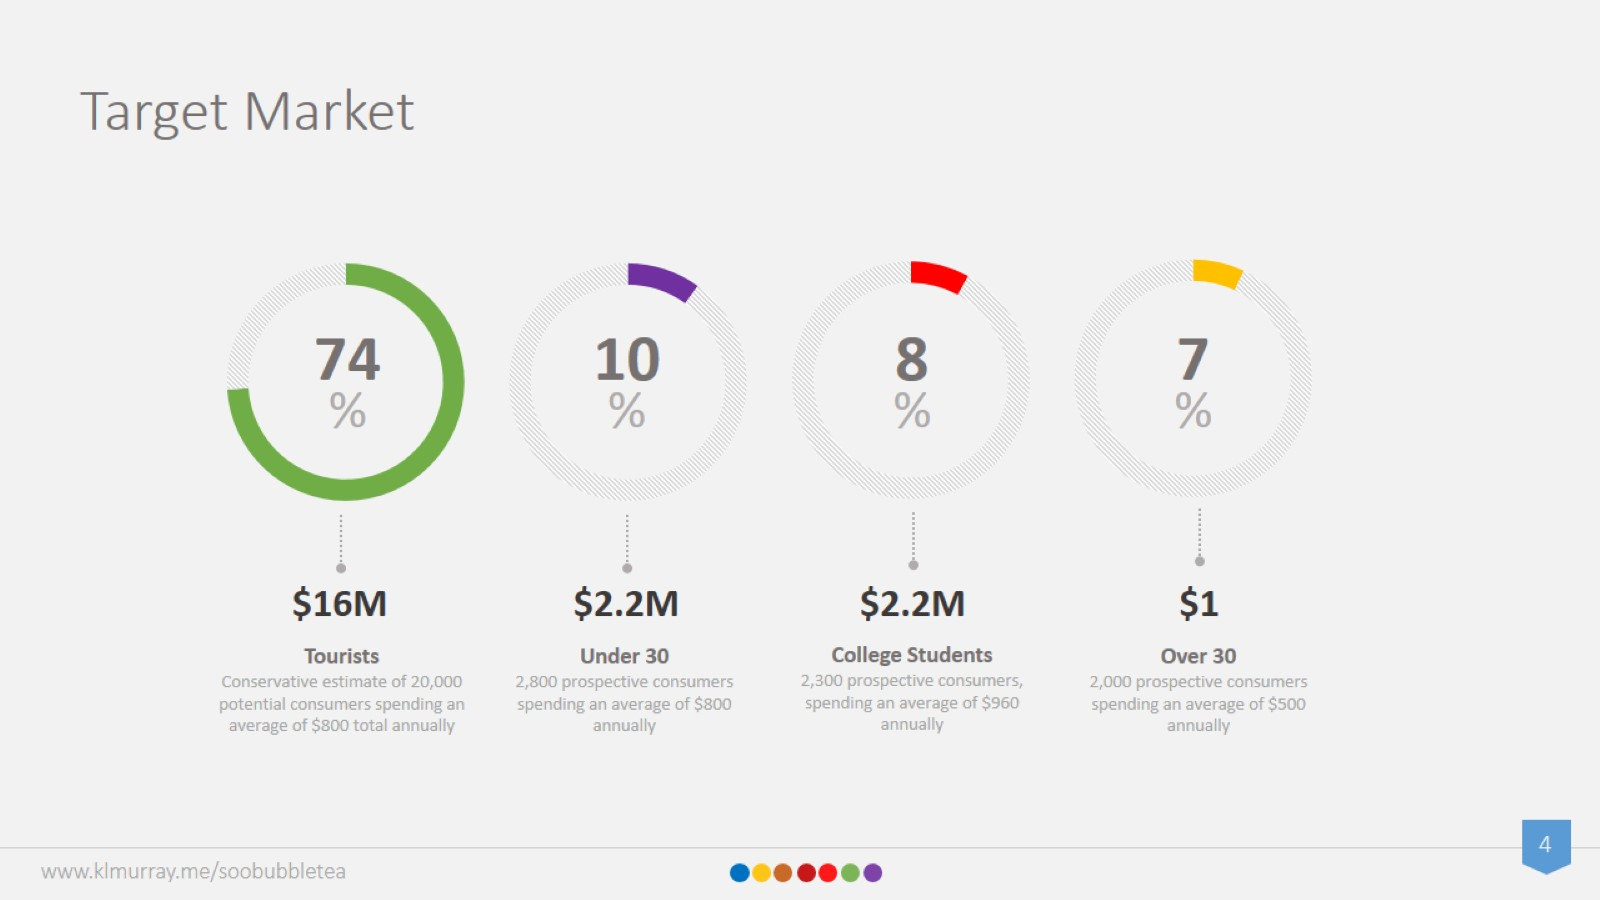 Target Market
74
%
10
%
8
%
7
%
$16M
Tourists
Conservative estimate of 20,000
potential consumers spending an
average of $800 total annually
$2.2M
Under 30
2,800 prospective consumers
spending an average of $800
annually
$2.2M
College Students
2,300 prospective consumers,
spending an average of $960
annually
$1
Over 30
2,000 prospective consumers
spending an average of $500
annually
www.klmurray.me/soobubbletea
4